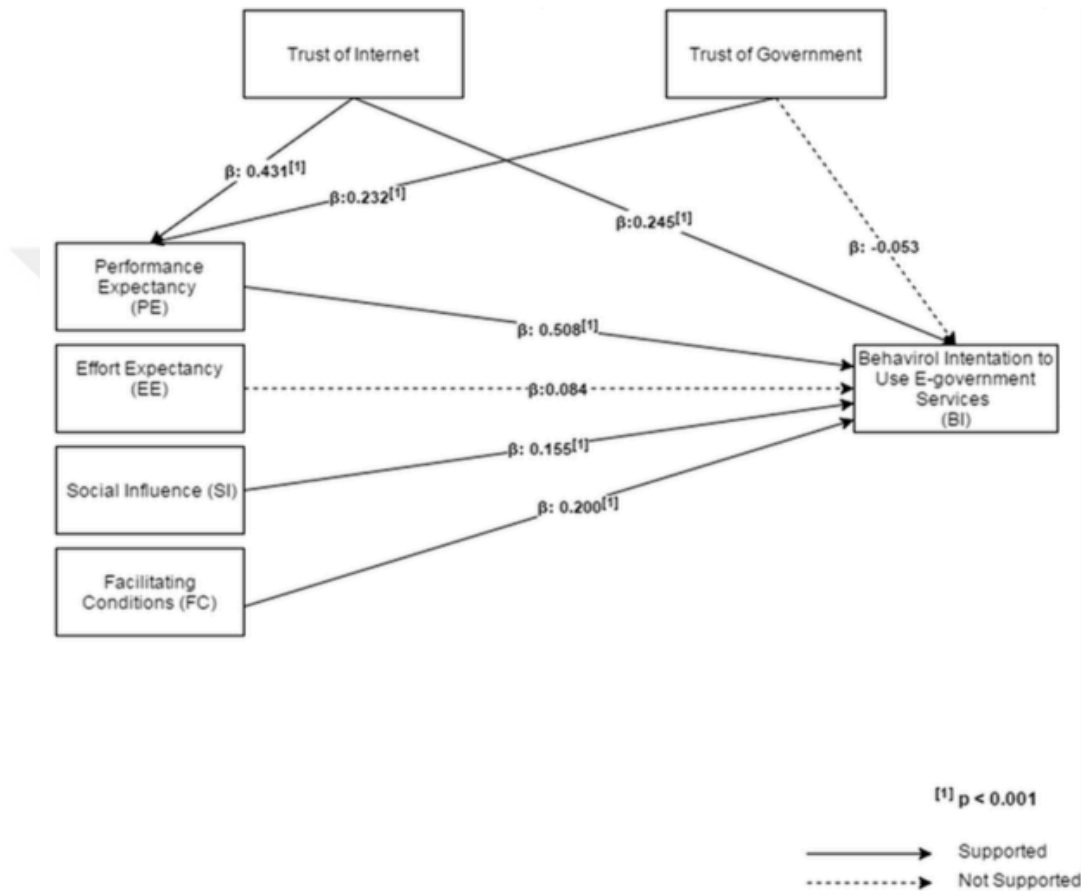 Trust of Internet
Trust of Government
β: 0.431[1]
β:0.232[1]
β:0.245[1]
β: -0.053
Performance
Expectancy
(PE)
β: 0.508[1]
Effort Expectancy
(EE)
β:0.084
Behavirol Intentation to
Use E-government
Services
(BI)
β: 0.155[1]
Social Influence (SI)
β: 0.200[1]
Facilitating
Conditions (FC)
[1] p < 0.001
Supported
Not Supported